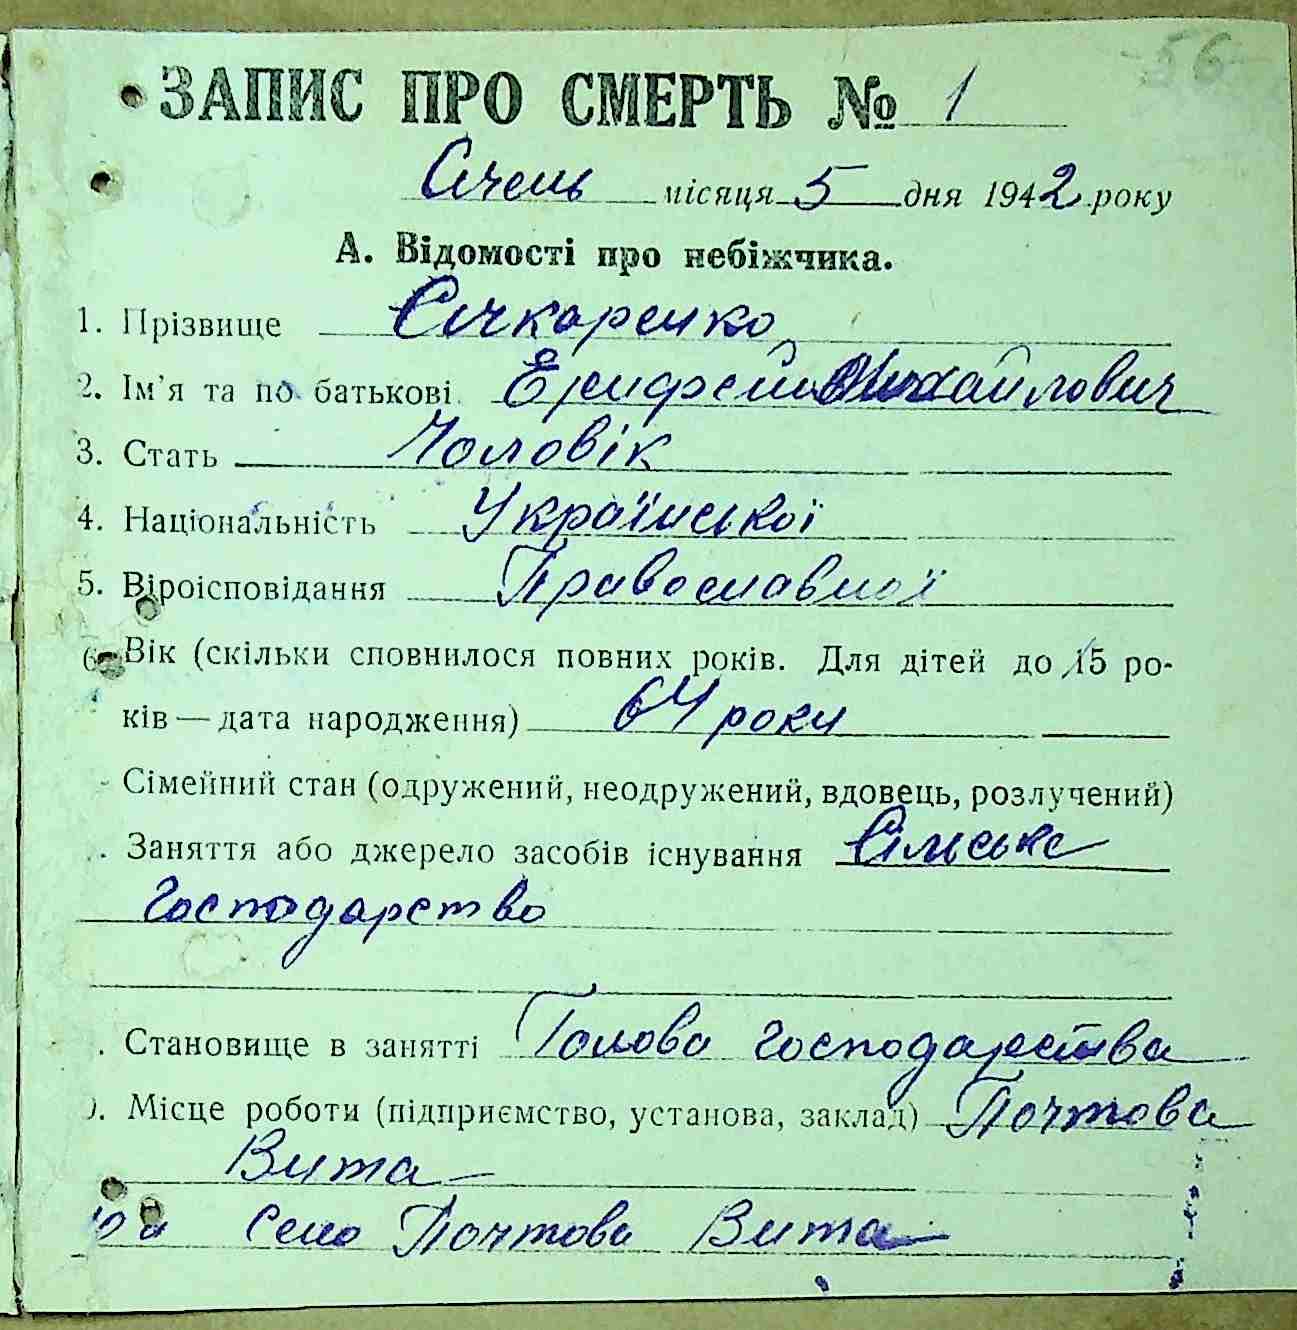 56
ЗАПИС ПРО СМЕРТЬ № 1
Січень місяця 5 дня 1942 року
А. Відомості про небіжчика.
1. Прізвище Січкаренко
2. Ім'я та по батькові Михайлович
3. Стать Чоловік
4. Національність Української
5. Віроісповідання Православної
6. Вік (скільки сповнилося повних років. Для дітей до 15 ро-
ків — дата народження) 64 роки
Сімейний стан (одружений, неодружений, вдовець, розлучений)
. Заняття або джерело засобів існування Сільське
господарство
. Становище в занятті Голова господарства
). Місце роботи (підприємство, установа, заклад) Почтова
Вита
Село Почтова Вита